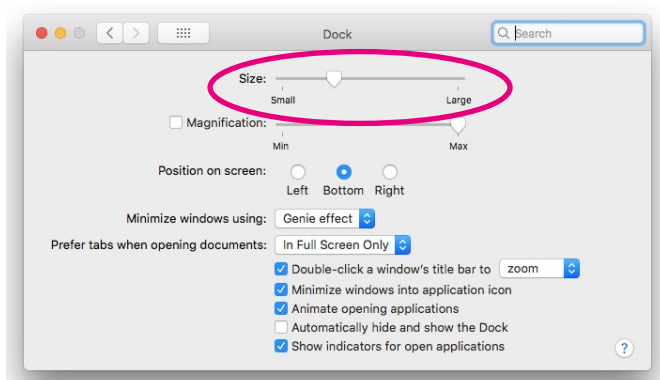 Dock
Search
Size:
Small Large
Magnification:
Min Max
Position on screen:
Left Bottom Right
Minimize windows using: Genie effect
Prefer tabs when opening documents: In Full Screen Only
Double-click a window's title bar to zoom
Minimize windows into application icon
Animate opening applications
Automatically hide and show the Dock
Show indicators for open applications
?